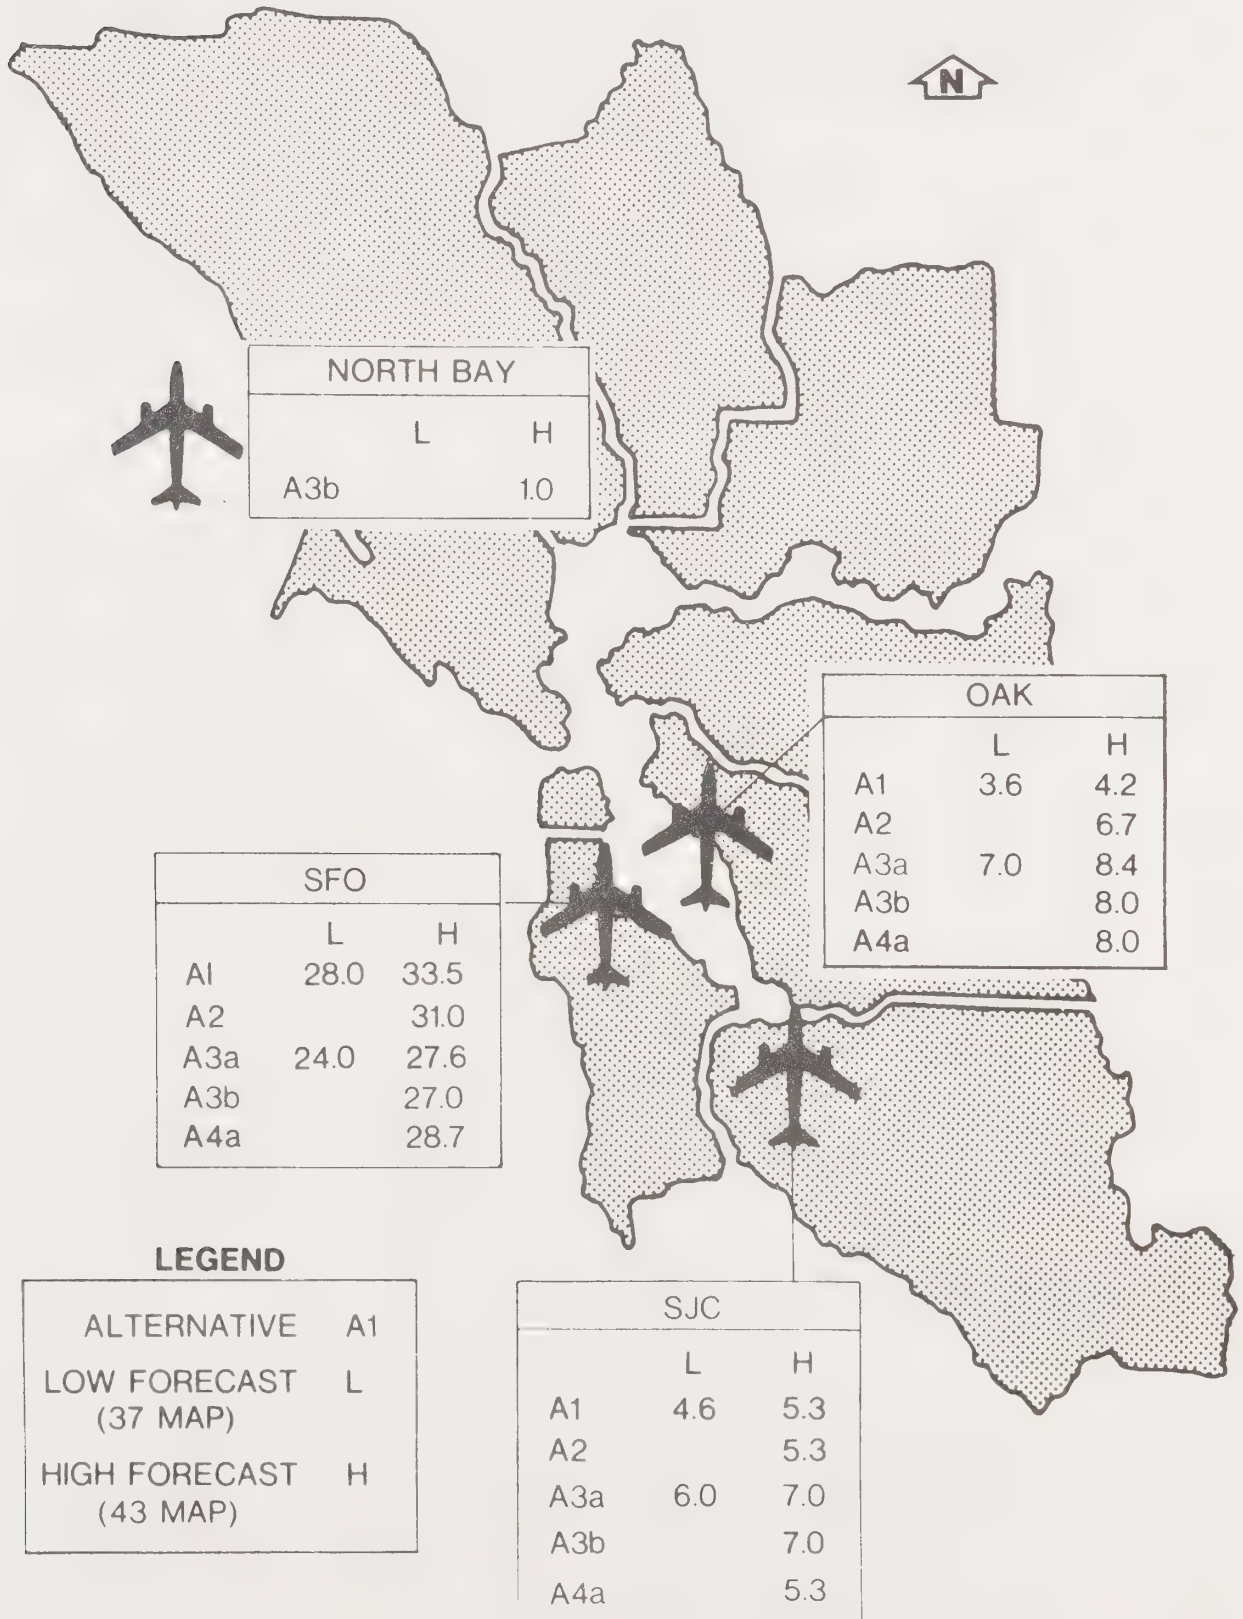 N
NORTH BAY
L H
A3b 1.0
OAK
L H
A1 3.6 4.2
A2 6.7
A3a 7.0 8.4
A3b 8.0
A4a 8.0
SFO
L H
A1 28.0 33.5
A2 31.0
A3a 24.0 27.6
A3b 27.0
A4a 28.7
LEGEND
ALTERNATIVE A1
LOW FORECAST L
(37 MAP)
HIGH FORECAST H
(43 MAP)
SJC
L H
A1 4.6 5.3
A2 5.3
A3a 6.0 7.0
A3b 7.0
A4a 5.3